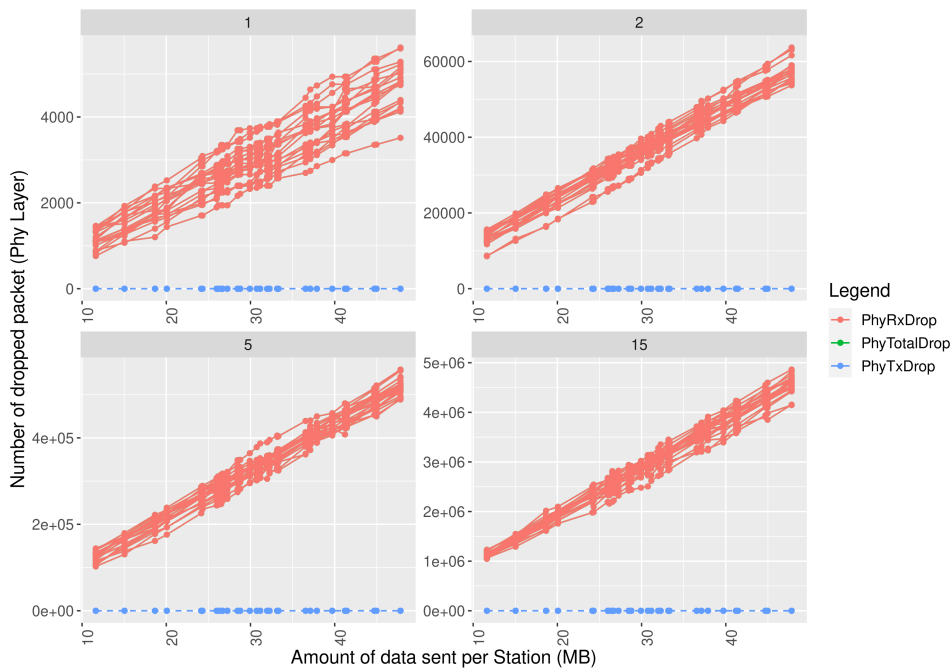 1
2
4000
2000
0
60000
40000
20000
0
10
20
30
40
10
20
30
40
Number of dropped packet (Phy Layer)
Legend
PhyRxDrop
PhyTotalDrop
PhyTxDrop
5
15
4e+05
2e+05
0e+00
5e+06
4e+06
3e+06
2e+06
1e+06
0e+00
10
20
30
40
10
20
30
40
Amount of data sent per Station (MB)